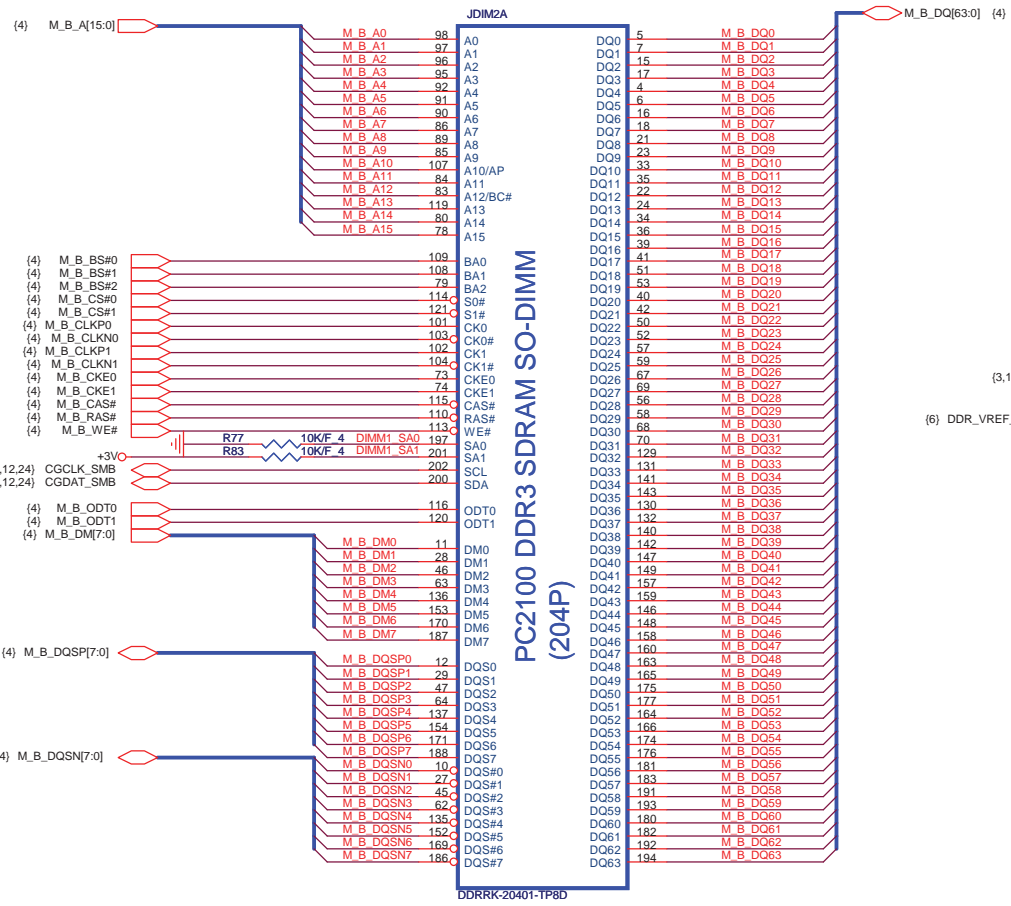 JDIM2A
{4} M_B_A[15:0]
M_B_DQ[63:0] {4}
M_B_A0 98 A0 DQ0 5 M_B_DQ0
M_B_A1 97 A1 DQ1 7 M_B_DQ1
M_B_A2 96 A2 DQ2 15 M_B_DQ2
M_B_A3 95 A3 DQ3 17 M_B_DQ3
M_B_A4 92 A4 DQ4 4 M_B_DQ4
M_B_A5 91 A5 DQ5 6 M_B_DQ5
M_B_A6 90 A6 DQ6 16 M_B_DQ6
M_B_A7 86 A7 DQ7 18 M_B_DQ7
M_B_A8 89 A8 DQ8 21 M_B_DQ8
M_B_A9 85 A9 DQ9 23 M_B_DQ9
M_B_A10 107 A10/AP DQ10 33 M_B_DQ10
M_B_A11 84 A11 DQ11 35 M_B_DQ11
M_B_A12 83 A12/BC# DQ12 22 M_B_DQ12
M_B_A13 119 A13 DQ13 24 M_B_DQ13
M_B_A14 80 A14 DQ14 34 M_B_DQ14
M_B_A15 78 A15 DQ15 36 M_B_DQ15
DQ16 39 M_B_DQ16
{4} M_B_BS#0 109 BA0 DQ17 41 M_B_DQ17
{4} M_B_BS#1 108 BA1 DQ18 51 M_B_DQ18
{4} M_B_BS#2 79 BA2 DQ19 53 M_B_DQ19
{4} M_B_CS#0 114 S0# DQ20 40 M_B_DQ20
{4} M_B_CS#1 121 S1# DQ21 42 M_B_DQ21
{4} M_B_CLKP0 101 CK0 DQ22 50 M_B_DQ22
{4} M_B_CLKN0 103 CK0# DQ23 52 M_B_DQ23
{4} M_B_CLKP1 102 CK1 DQ24 57 M_B_DQ24
{4} M_B_CLKN1 104 CK1# DQ25 59 M_B_DQ25
{4} M_B_CKE0 73 CKE0 DQ26 67 M_B_DQ26
{3,1
{4} M_B_CKE1 74 CKE1 DQ27 69 M_B_DQ27
{4} M_B_CAS# 115 CAS# DQ28 56 M_B_DQ28
{4} M_B_RAS# 110 RAS# DQ29 58 M_B_DQ29
{6} DDR_VREF_
{4} M_B_WE# 113 WE# DQ30 68 M_B_DQ30
R77 10K/F_4 DIMM1_SA0 197 SA0 DQ31 70 M_B_DQ31
+3V R83 10K/F_4 DIMM1_SA1 201 SA1 DQ32 129 M_B_DQ32
,12,24} CGCLK_SMB 202 SCL DQ33 131 M_B_DQ33
,12,24} CGDAT_SMB 200 SDA DQ34 141 M_B_DQ34
DQ35 143 M_B_DQ35
{4} M_B_ODT0 116 ODT0 DQ36 130 M_B_DQ36
{4} M_B_ODT1 120 ODT1 DQ37 132 M_B_DQ37
{4} M_B_DM[7:0] DQ38 140 M_B_DQ38
M_B_DM0 11 DM0 DQ39 142 M_B_DQ39
M_B_DM1 28 DM1 DQ40 147 M_B_DQ40
M_B_DM2 46 DM2 DQ41 149 M_B_DQ41
M_B_DM3 63 DM3 DQ42 157 M_B_DQ42
M_B_DM4 136 DM4 DQ43 159 M_B_DQ43
M_B_DM5 153 DM5 DQ44 146 M_B_DQ44
M_B_DM6 170 DM6 DQ45 148 M_B_DQ45
M_B_DM7 187 DM7 DQ46 158 M_B_DQ46
{4} M_B_DQSP[7:0] DQ47 160 M_B_DQ47
M_B_DQSP0 12 DQS0 DQ48 163 M_B_DQ48
M_B_DQSP1 29 DQS1 DQ49 165 M_B_DQ49
M_B_DQSP2 47 DQS2 DQ50 175 M_B_DQ50
M_B_DQSP3 64 DQS3 DQ51 177 M_B_DQ51
M_B_DQSP4 137 DQS4 DQ52 164 M_B_DQ52
M_B_DQSP5 154 DQS5 DQ53 166 M_B_DQ53
M_B_DQSP6 171 DQS6 DQ54 174 M_B_DQ54
4} M_B_DQSN[7:0]
M_B_DQSP7 188 DQS7 DQ55 176 M_B_DQ55
M_B_DQSN0 10 DQS#0 DQ56 181 M_B_DQ56
M_B_DQSN1 27 DQS#1 DQ57 183 M_B_DQ57
M_B_DQSN2 45 DQS#2 DQ58 191 M_B_DQ58
M_B_DQSN3 62 DQS#3 DQ59 193 M_B_DQ59
M_B_DQSN4 135 DQS#4 DQ60 180 M_B_DQ60
M_B_DQSN5 152 DQS#5 DQ61 182 M_B_DQ61
M_B_DQSN6 169 DQS#6 DQ62 192 M_B_DQ62
M_B_DQSN7 186 DQS#7 DQ63 194 M_B_DQ63
PC2100 DDR3 SDRAM SO-DIMM
(204P)
DDRRK-20401-TP8D